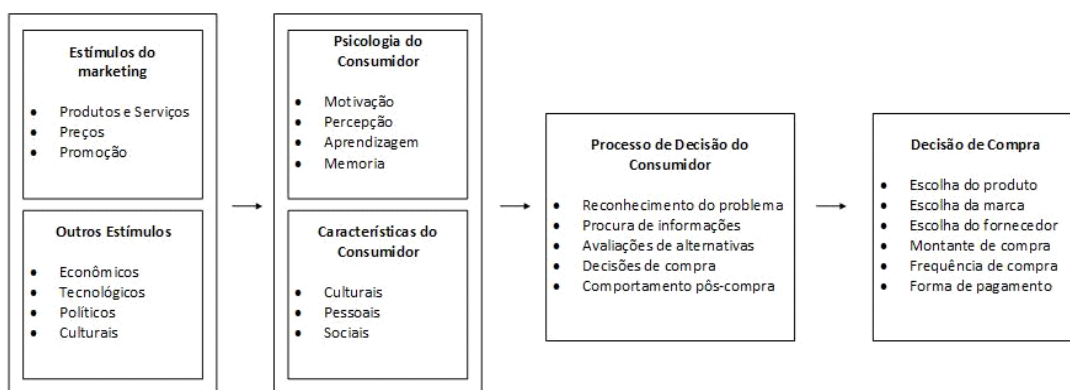 Estímulos do
marketing
• Produtos e Serviços
• Preços
• Promoção
Outros Estímulos
• Econômicos
• Tecnológicos
• Políticos
• Culturais
Psicologia do
Consumidor
• Motivação
• Percepção
• Aprendizagem
• Memoria
Características do
Consumidor
• Culturais
• Pessoais
• Sociais
Processo de Decisão do
Consumidor
• Reconhecimento do problema
• Procura de informações
• Avaliações de alternativas
• Decisões de compra
• Comportamento pós-compra
Decisão de Compra
• Escolha do produto
• Escolha da marca
• Escolha do fornecedor
• Montante de compra
• Frequência de compra
• Forma de pagamento